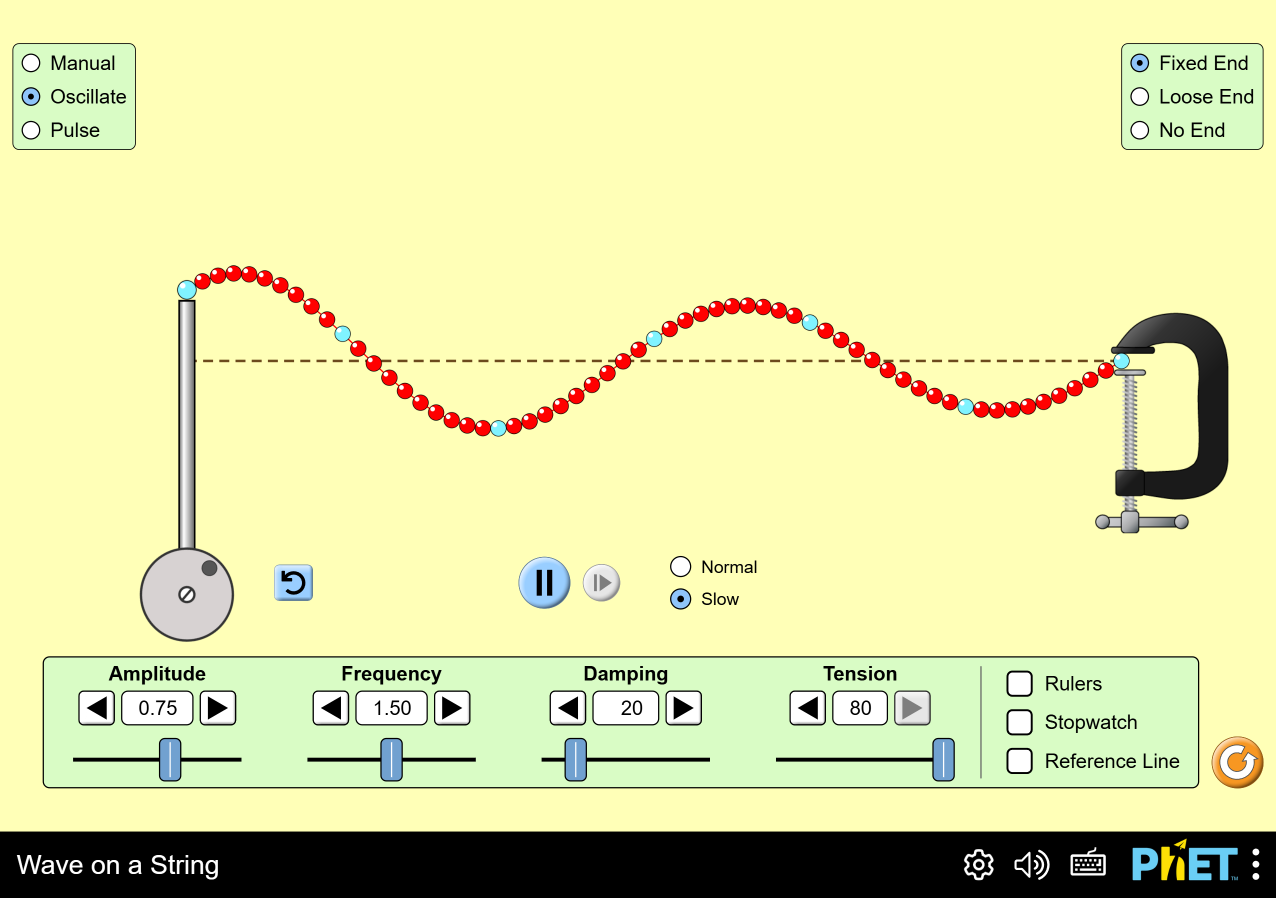 Manual
Oscillate
Pulse
Fixed End
Loose End
No End
Normal
Slow
Amplitude
0.75
Frequency
1.50
Damping
20
Tension
80
Rulers
Stopwatch
Reference Line
Wave on a String
PhET™